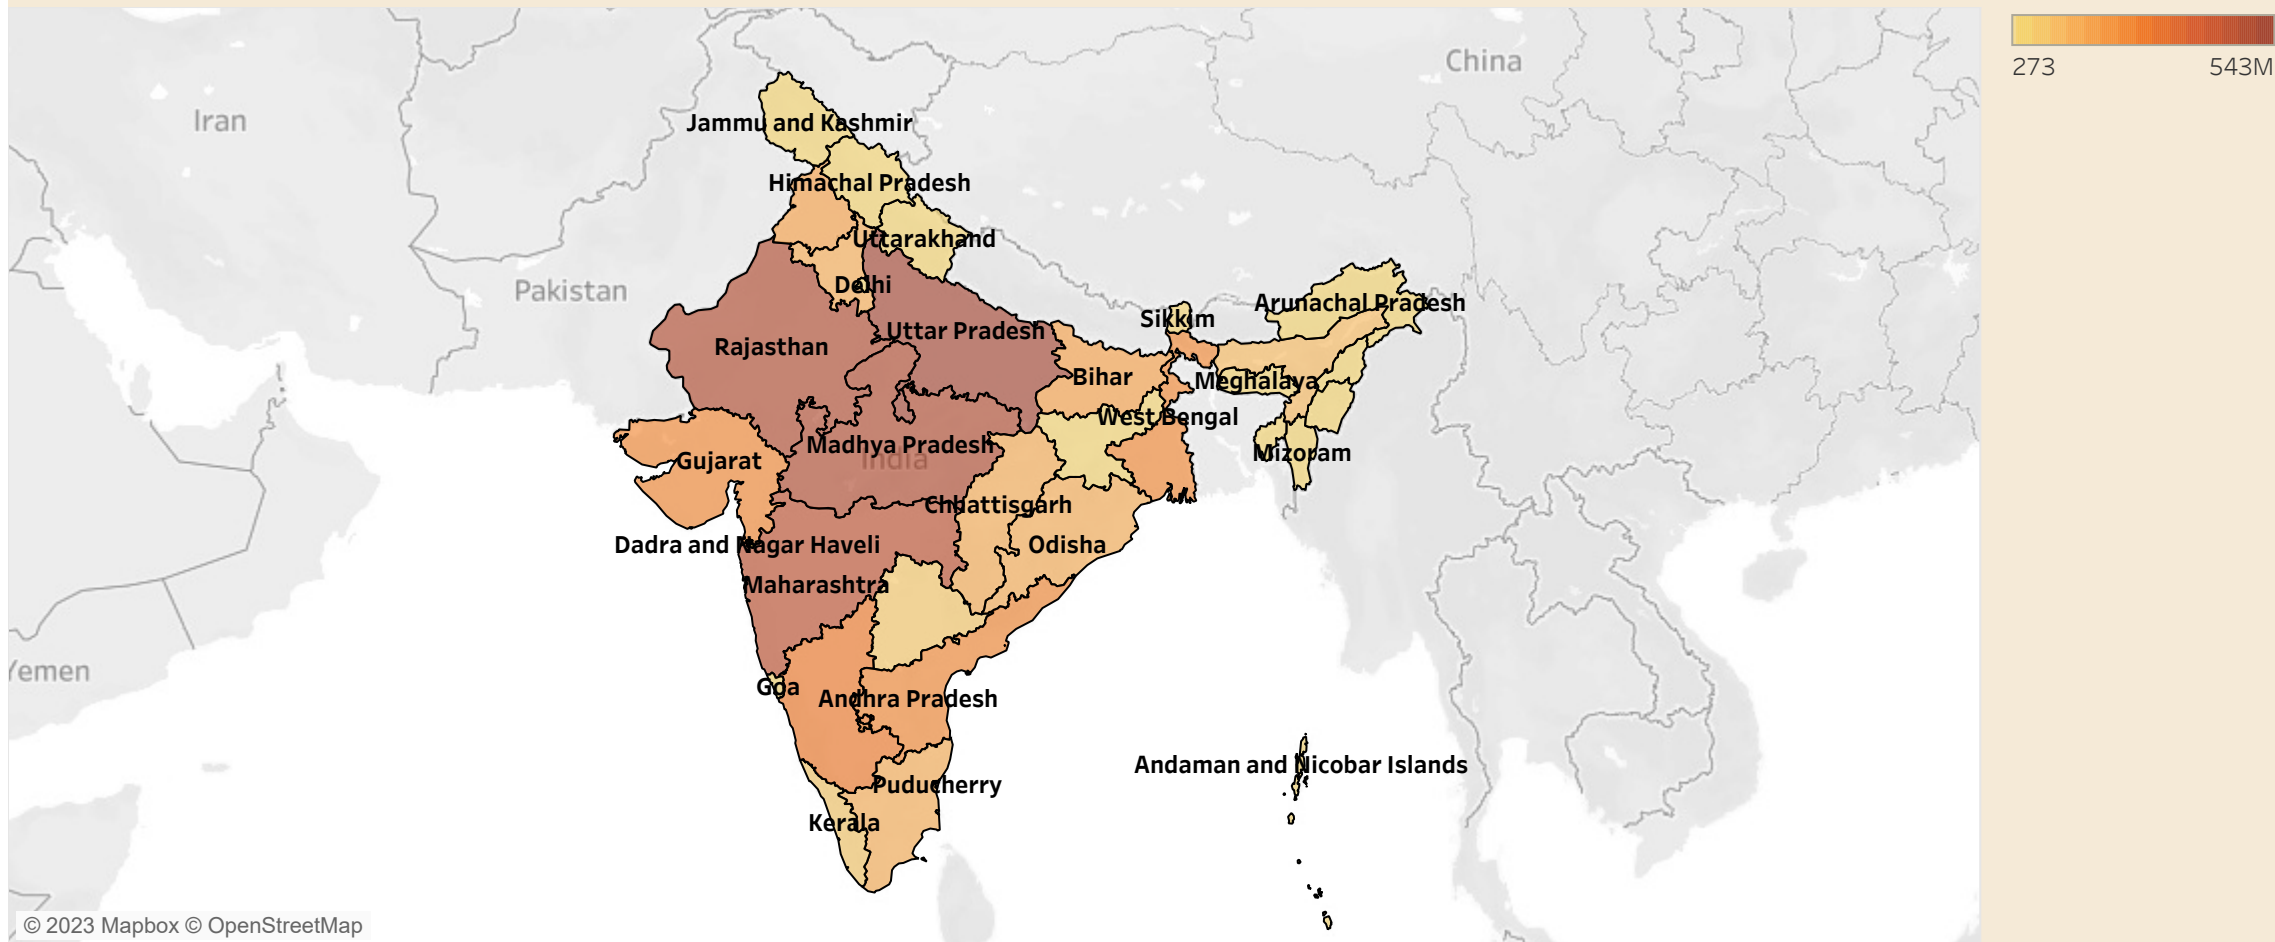 China
273
543M
Iran
Jammu and Kashmir
Himachal Pradesh
Uttarakhand
Pakistan
Delhi
Arunachal Pradesh
Sikkim
Uttar Pradesh
Rajasthan
Bihar
Meghalaya
West Bengal
Madhya Pradesh
India
Mizoram
Gujarat
Chhattisgarh
Dadra and Nagar Haveli
Odisha
Maharashtra
Yemen
Goa
Andhra Pradesh
Andaman and Nicobar Islands
Puducherry
Kerala
© 2023 Mapbox © OpenStreetMap